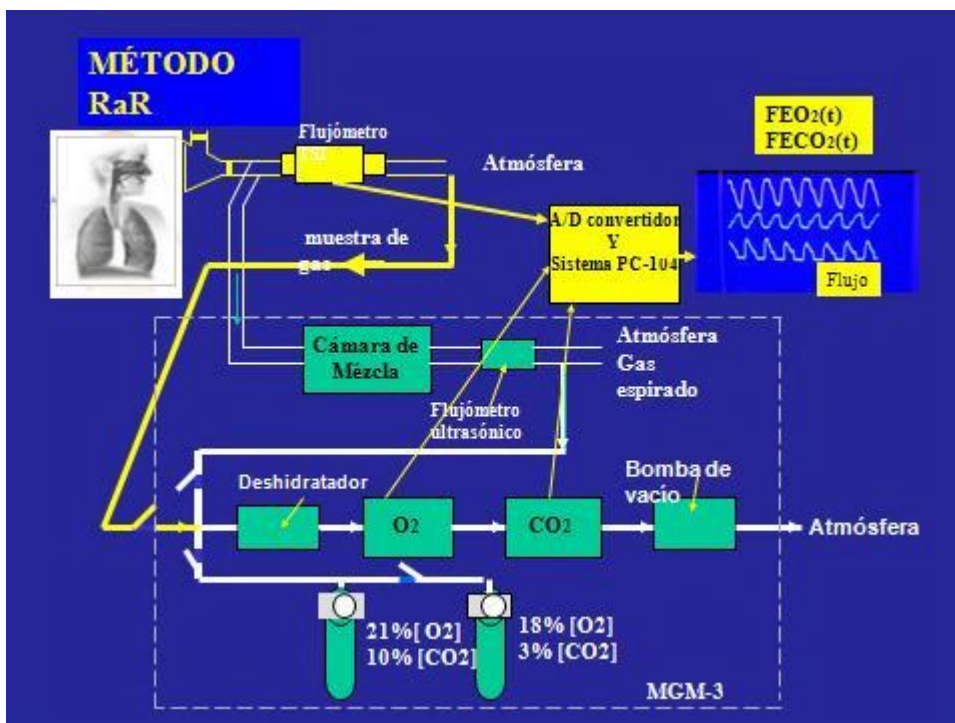 MÉTODO
RaR
Flujómetro
TSI
Atmósfera
FEO2(t)
FECO2(t)
muestra de
gas
A/D convertidor
Y
Sistema PC-104
Flujo
Cámara de
Mézcla
Atmósfera
Gas
espirado
Flujómetro
ultrasónico
Deshidratador
Bomba de
vacío
O2
CO2
Atmósfera
21%[ O2]
10% [CO2]
18% [O2]
3% [CO2]
MGM-3